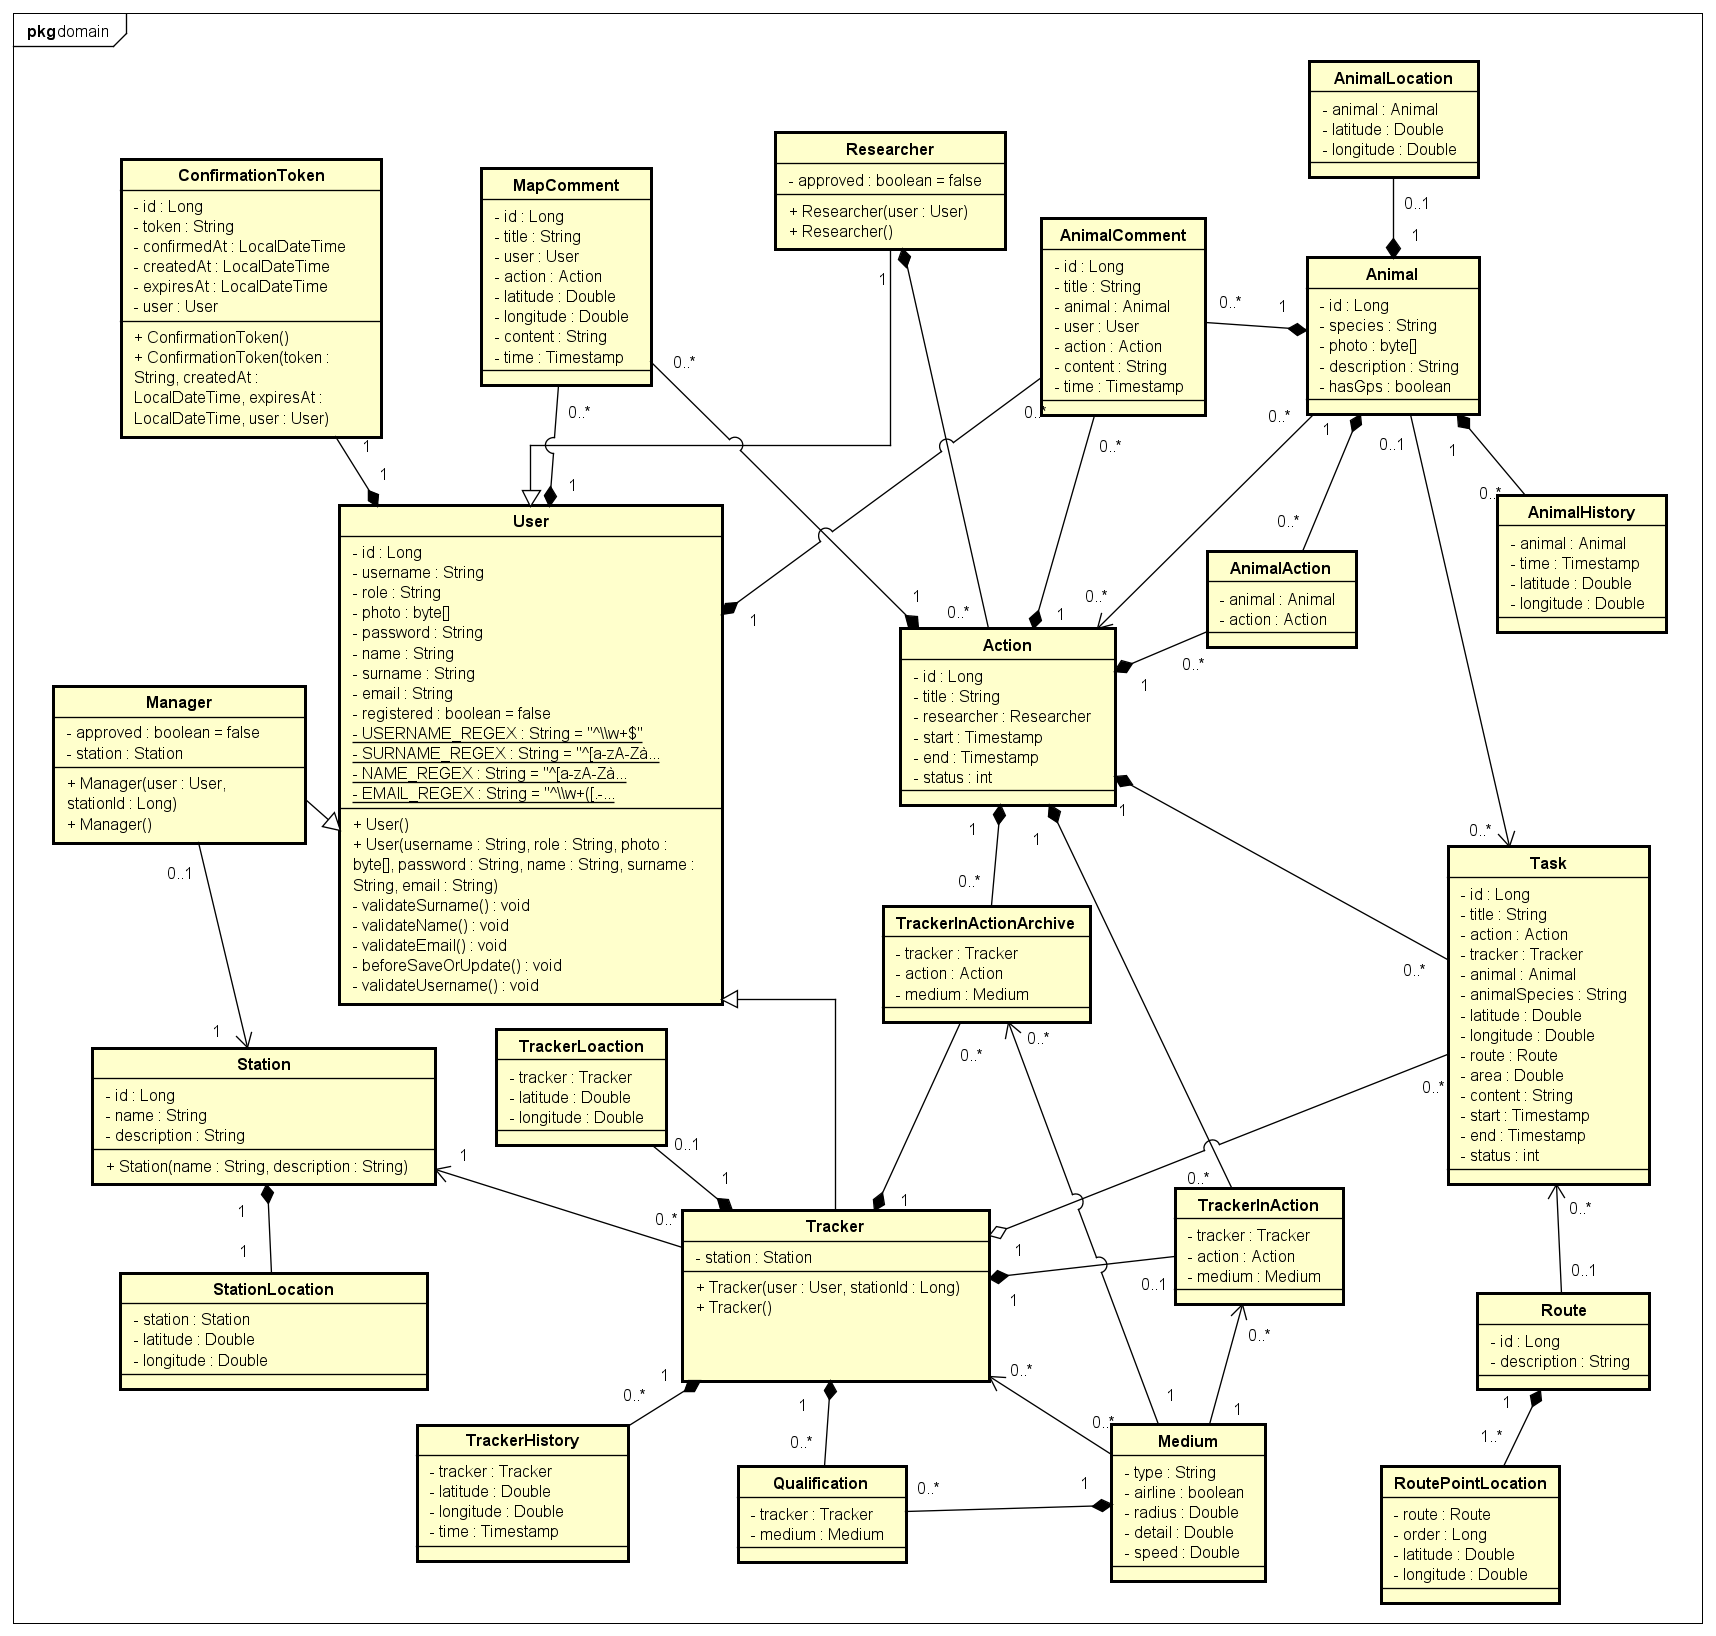 pkg domain
AnimalLocation
- animal : Animal
- latitude : Double
- longitude : Double
0..1
1
Researcher
- approved : boolean = false
+ Researcher(user : User)
+ Researcher()
1
ConfirmationToken
- id : Long
- token : String
- confirmedAt : LocalDateTime
- createdAt : LocalDateTime
- expiresAt : LocalDateTime
- user : User
+ ConfirmationToken()
+ ConfirmationToken(token :
String, createdAt :
LocalDateTime, expiresAt :
LocalDateTime, user : User)
1
1
MapComment
- id : Long
- title : String
- user : User
- action : Action
- latitude : Double
- longitude : Double
- content : String
- time : Timestamp
0..*
0..*
1
AnimalComment
- id : Long
- title : String
- animal : Animal
- user : User
- action : Action
- content : String
- time : Timestamp
0..*
1
0..*
0..*
Animal
- id : Long
- species : String
- photo : byte[]
- description : String
- hasGps : boolean
0..*
1
0..1
1
0..*
0..*
AnimalHistory
- animal : Animal
- time : Timestamp
- latitude : Double
- longitude : Double
AnimalAction
- animal : Animal
- action : Action
0..*
User
- id : Long
- username : String
- role : String
- photo : byte[]
- password : String
- name : String
- surname : String
- email : String
- registered : boolean = false
- USERNAME_REGEX : String = "^\\w+$"
- SURNAME_REGEX : String = "^[a-zA-Zà...
- NAME_REGEX : String = "^[a-zA-Zà...
- EMAIL_REGEX : String = "^\\w+([.-...
+ User()
+ User(username : String, role : String, photo :
byte[], password : String, name : String, surname :
String, email : String)
- validateSurname() : void
- validateName() : void
- validateEmail() : void
- beforeSaveOrUpdate() : void
- validateUsername() : void
1
1
0..*
1
0..*
1
Action
- id : Long
- title : String
- researcher : Researcher
- start : Timestamp
- end : Timestamp
- status : int
1
1
1
Manager
- approved : boolean = false
- station : Station
+ Manager(user : User,
stationId : Long)
+ Manager()
0..1
1
0..*
Task
- id : Long
- title : String
- action : Action
- tracker : Tracker
- animal : Animal
- animalSpecies : String
- latitude : Double
- longitude : Double
- route : Route
- area : Double
- content : String
- start : Timestamp
- end : Timestamp
- status : int
0..*
0..*
0..*
0..1
0..*
TrackerInActionArchive
- tracker : Tracker
- action : Action
- medium : Medium
0..*
0..*
Station
- id : Long
- name : String
- description : String
+ Station(name : String, description : String)
1
1
1
StationLocation
- station : Station
- latitude : Double
- longitude : Double
TrackerLoaction
- tracker : Tracker
- latitude : Double
- longitude : Double
0..1
1
0..*
1
Tracker
- station : Station
+ Tracker(user : User, stationId : Long)
+ Tracker()
1
1
0..1
0..*
TrackerInAction
- tracker : Tracker
- action : Action
- medium : Medium
0..*
Route
- id : Long
- description : String
1
1..*
RoutePointLocation
- route : Route
- order : Long
- latitude : Double
- longitude : Double
1
0..*
TrackerHistory
- tracker : Tracker
- latitude : Double
- longitude : Double
- time : Timestamp
1
0..*
Qualification
- tracker : Tracker
- medium : Medium
0..*
1
0..*
0..*
1
1
Medium
- type : String
- airline : boolean
- radius : Double
- detail : Double
- speed : Double